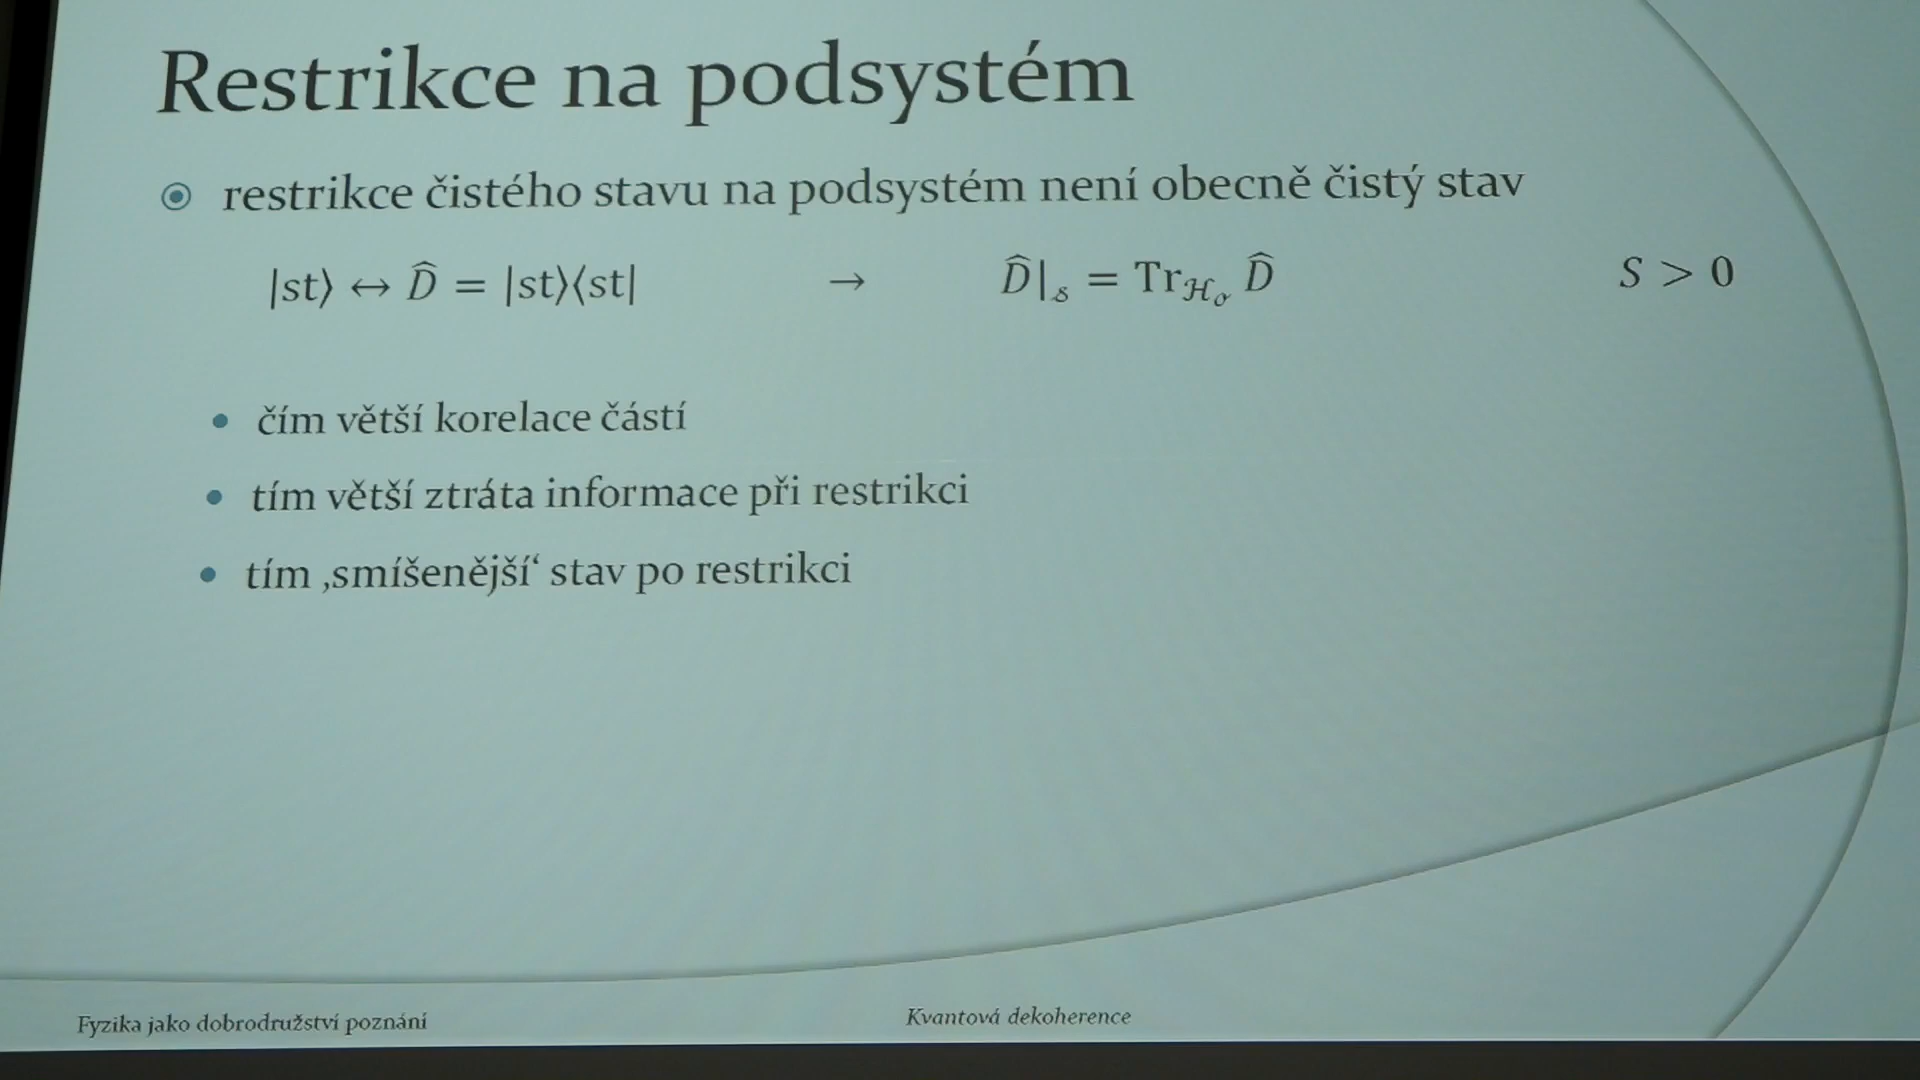 Restrikce na podsystém
restrikce čistého stavu na podsystém není obecně čistý stav
|st⟩ ↔ D̂ = |st⟩⟨st| → D̂|𝓈 = Tr_ℋ𝜎 D̂ S > 0
čím větší korelace částí
tím větší ztráta informace při restrikci
tím ‚smíšenější‘ stav po restrikci
Fyzika jako dobrodružství poznání Kvantová dekoherence